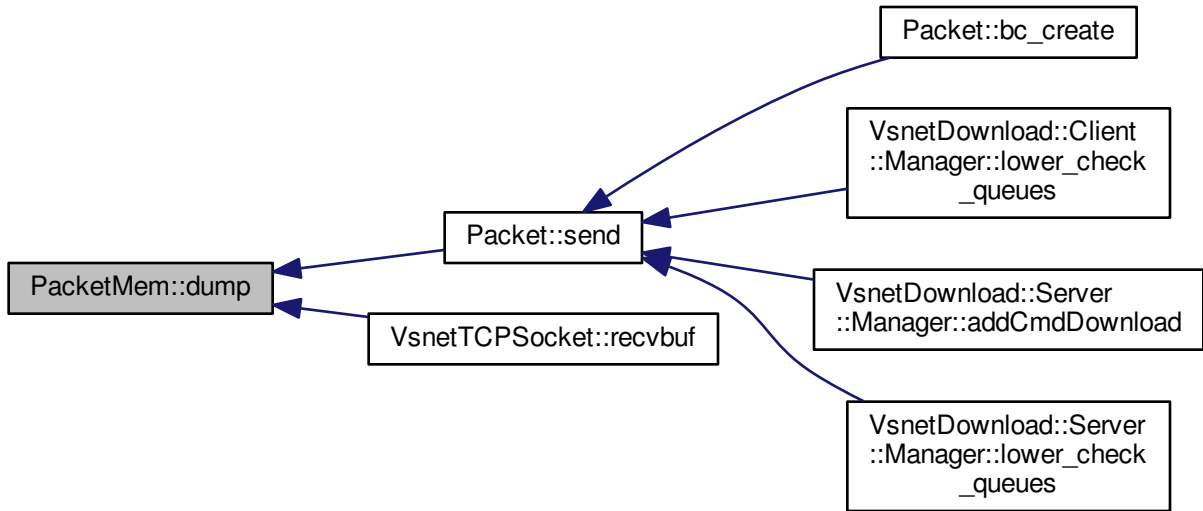 Packet::bc_create
VsnetDownload::Client
::Manager::lower_check
_queues
Packet::send
PacketMem::dump
VsnetDownload::Server
::Manager::addCmdDownload
VsnetTCPSocket::recvbuf
VsnetDownload::Server
::Manager::lower_check
_queues